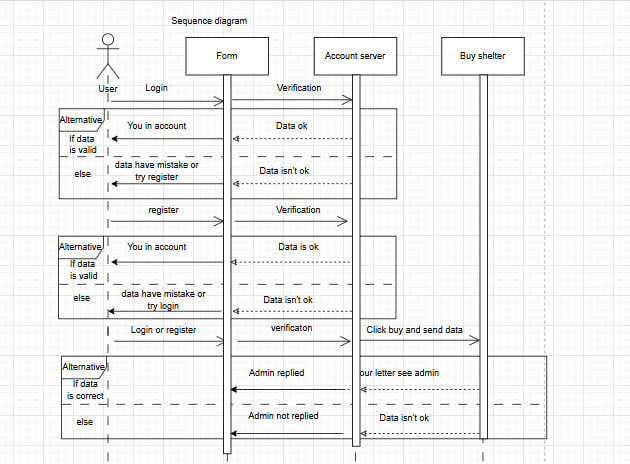 Sequence diagram
Form
Account server
Buy shelter
User
Login
Verification
Alternative
You in account
Data ok
If data
is valid
else
data have mistake or
try register
Data isn't ok
register
Verification
Alternative
You in account
Data is ok
If data
is valid
else
data have mistake or
try login
Data isn't ok
Login or register
verificaton
Click buy and send data
Alternative
Admin replied
our letter see admin
If data
is correct
else
Admin not replied
Data isn't ok